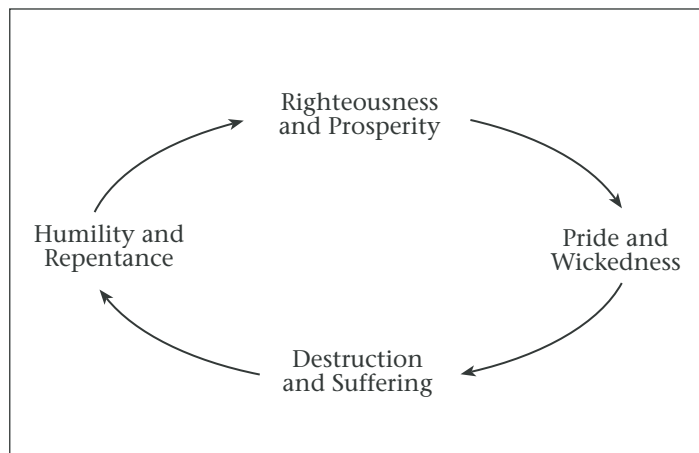 Righteousness
and Prosperity
Pride and
Wickedness
Destruction
and Suffering
Humility and
Repentance